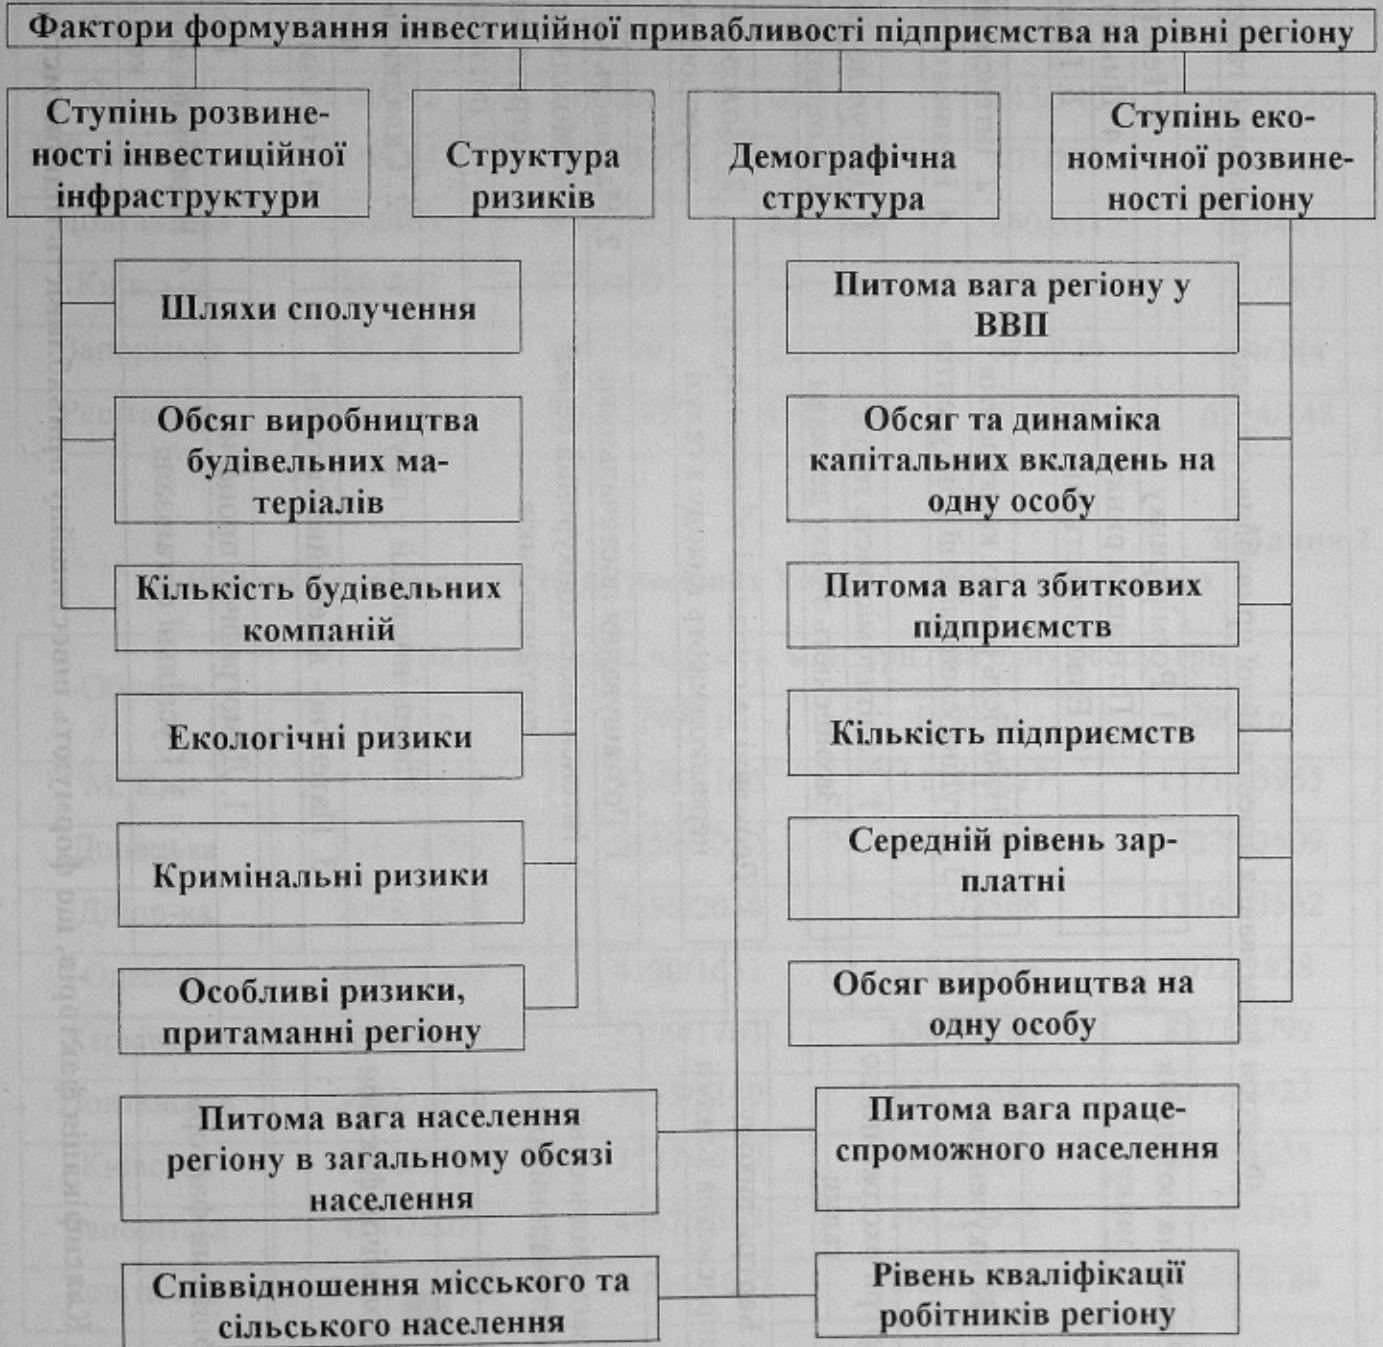 Фактори формування інвестиційної привабливості підприємства на рівні регіону
Ступінь розвине-
ності інвестиційної
інфраструктури
Структура
ризиків
Демографічна
структура
Ступінь еко-
номічної розвине-
ності регіону
Шляхи сполучення
Обсяг виробництва
будівельних ма-
теріалів
Кількість будівельних
компаній
Екологічні ризики
Кримінальні ризики
Особливі ризики,
притаманні регіону
Питома вага регіону у
ВВП
Обсяг та динаміка
капітальних вкладень на
одну особу
Питома вага збиткових
підприємств
Кількість підприємств
Середній рівень зар-
платні
Обсяг виробництва на
одну особу
Питома вага населення
регіону в загальному обсязі
населення
Питома вага праце-
спроможного населення
Співвідношення міського та
сільського населення
Рівень кваліфікації
робітників регіону